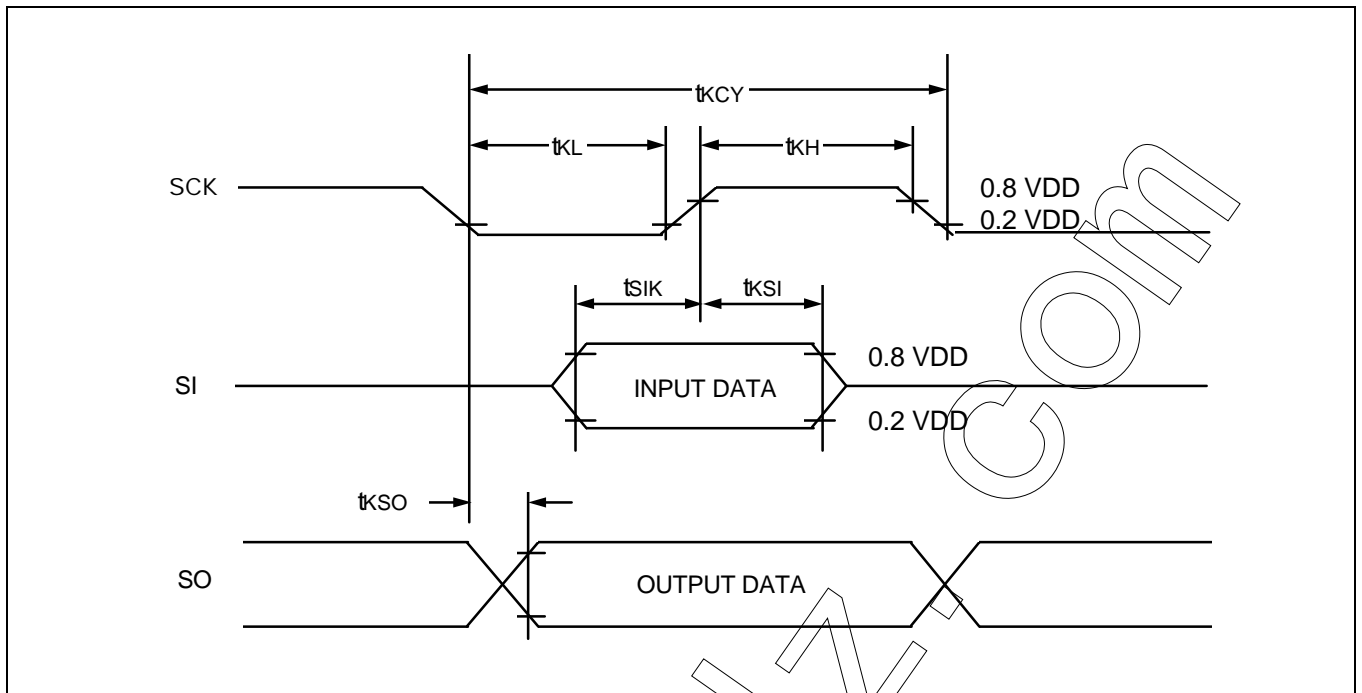 tKCY
tKL
tKH
SCK
0.8 VDD
0.2 VDD
tSIK
tKSI
SI
INPUT DATA
0.8 VDD
0.2 VDD
tKSO
SO
OUTPUT DATA
z.com